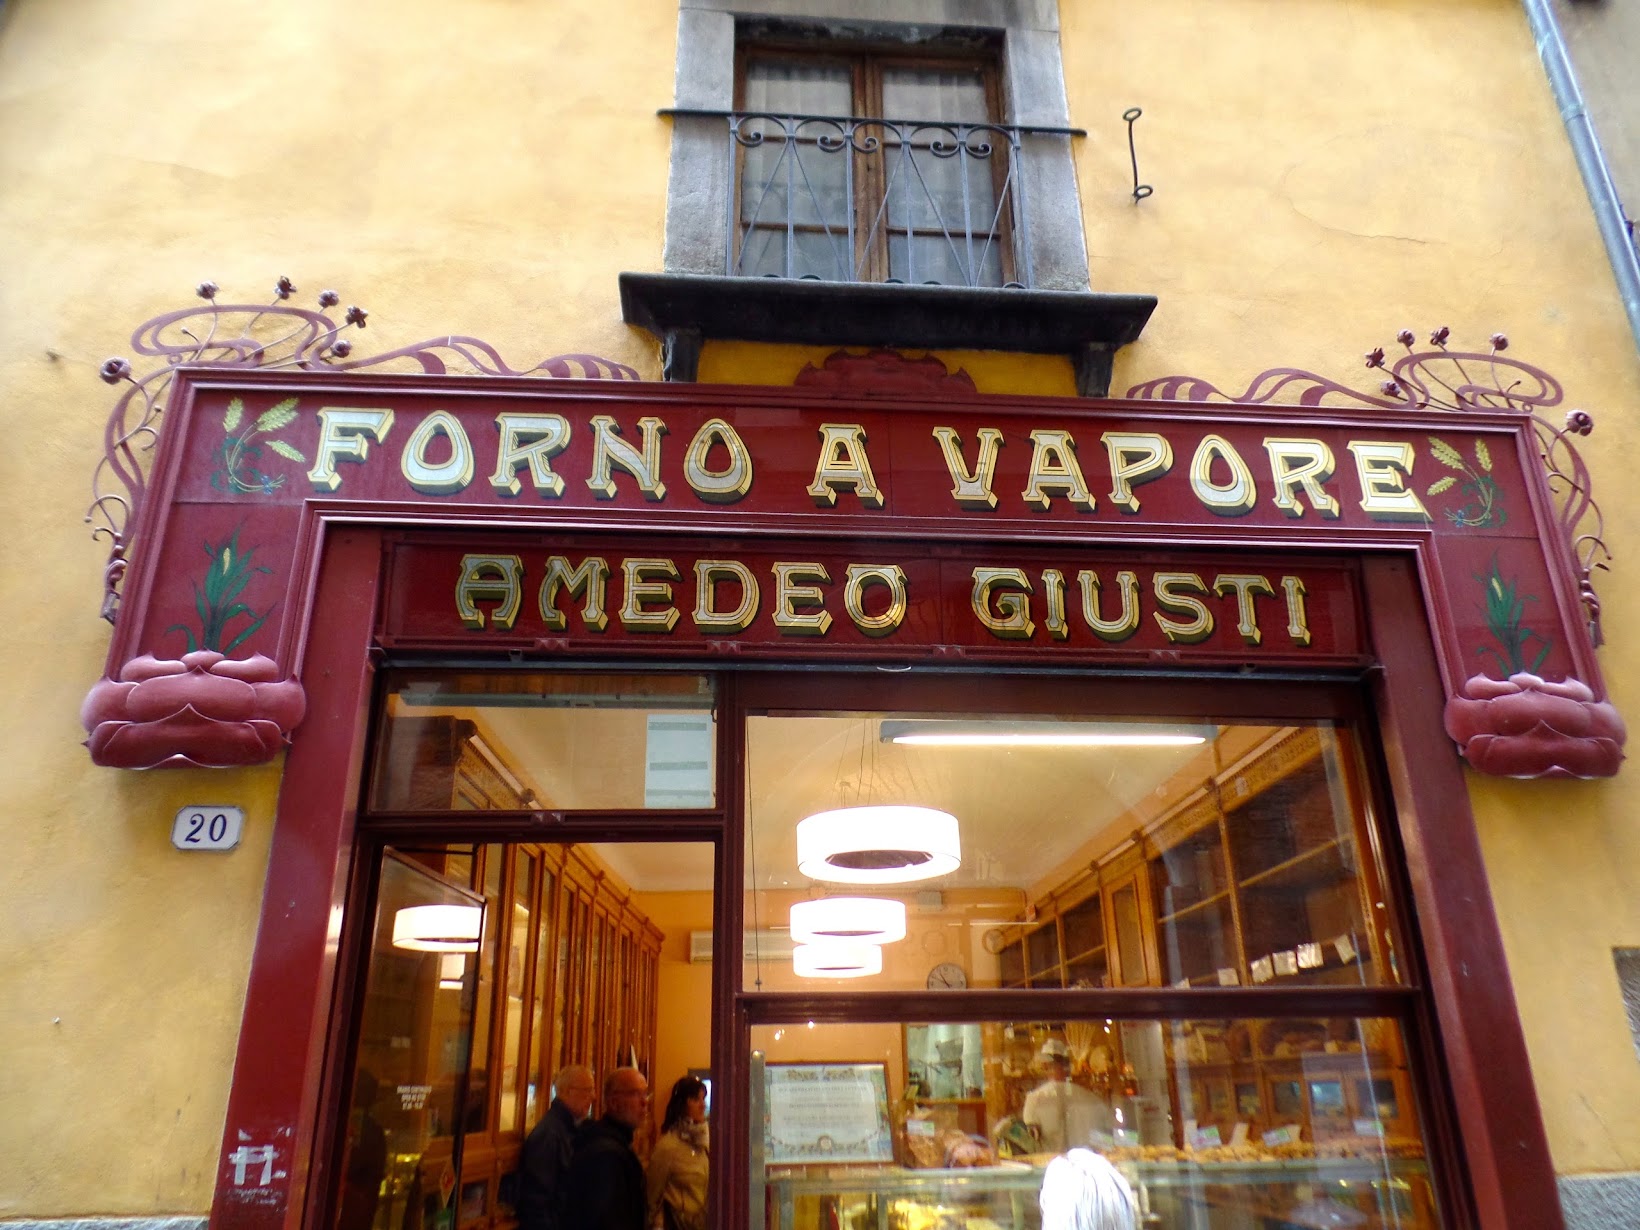 FORNO A VAPORE
AMEDEO GIUSTI
20